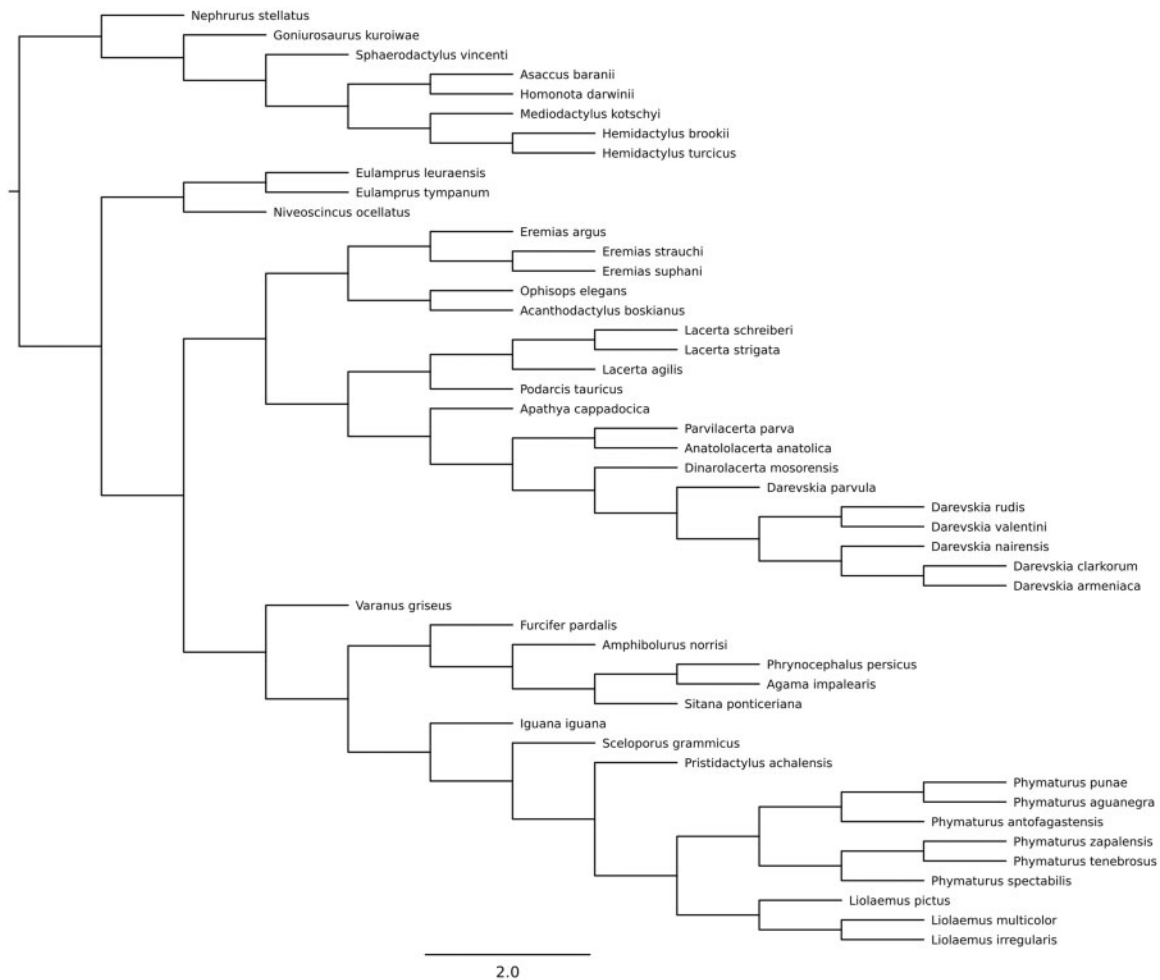 Nephrurus stellatus
Goniurosaurus kuroiwae
Sphaerodactylus vincenti
Asaccus baranii
Homonota darwinii
Mediodactylus kotschyi
Hemidactylus brookii
Hemidactylus turcicus
Eulamprus leuraensis
Eulamprus tympanum
Niveoscincus ocellatus
Eremias argus
Eremias strauchi
Eremias suphani
Ophisops elegans
Acanthodactylus boskianus
Lacerta schreiberi
Lacerta strigata
Lacerta agilis
Podarcis tauricus
Apathya cappadocica
Parvilacerta parva
Anatololacerta anatolica
Dinarolacerta mosorensis
Darevskia parvula
Darevskia rudis
Darevskia valentini
Darevskia nairensis
Darevskia clarkorum
Darevskia armeniaca
Varanus griseus
Furcifer pardalis
Amphibolurus norrisi
Phrynocephalus persicus
Agama impalearis
Sitana ponticeriana
Iguana iguana
Sceloporus grammicus
Pristidactylus achalensis
Phymaturus punae
Phymaturus aguanegra
Phymaturus antofagastensis
Phymaturus zapalensis
Phymaturus tenebrosus
Phymaturus spectabilis
Liolaemus pictus
Liolaemus multicolor
Liolaemus irregularis
2.0